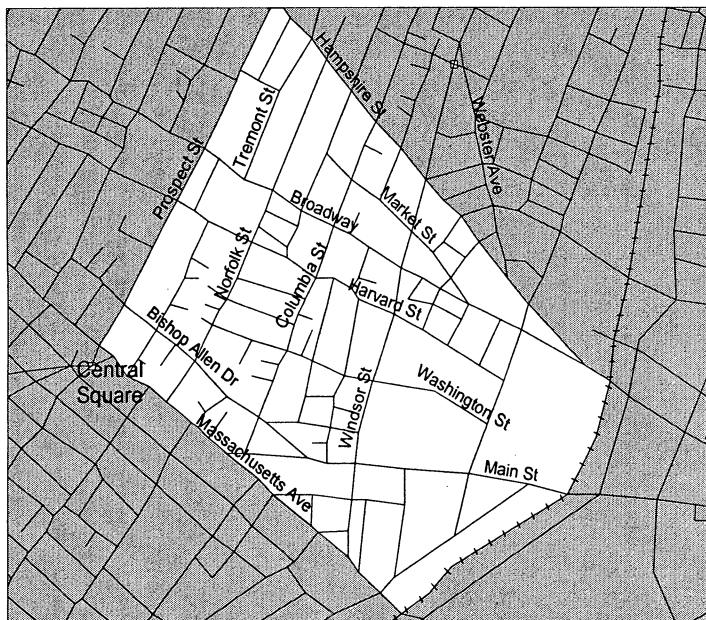 Hampshire St
Tremont St
Webster Ave
Prospect St
Broadway
Market St
Norfolk St
Columbia St
Harvard St
Bishop Allen Dr
Central
Square
Windsor St
Washington St
Massachusetts Ave
Main St